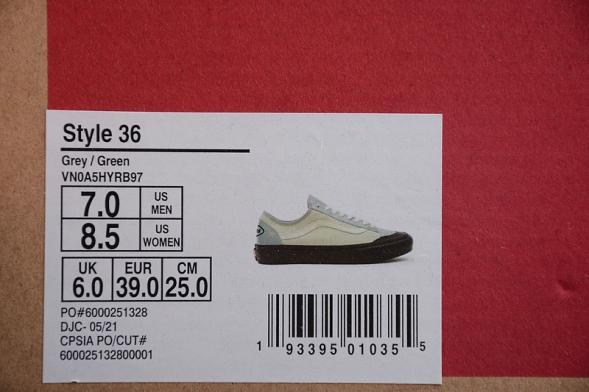 Style 36
Grey / Green
VN0A5HYRB97
7.0 US MEN
8.5 US WOMEN
UK EUR CM
6.0 39.0 25.0
PO#6000251328
DJC- 05/21
CPSIA PO/CUT#
600025132800001
1 93395 01035 5